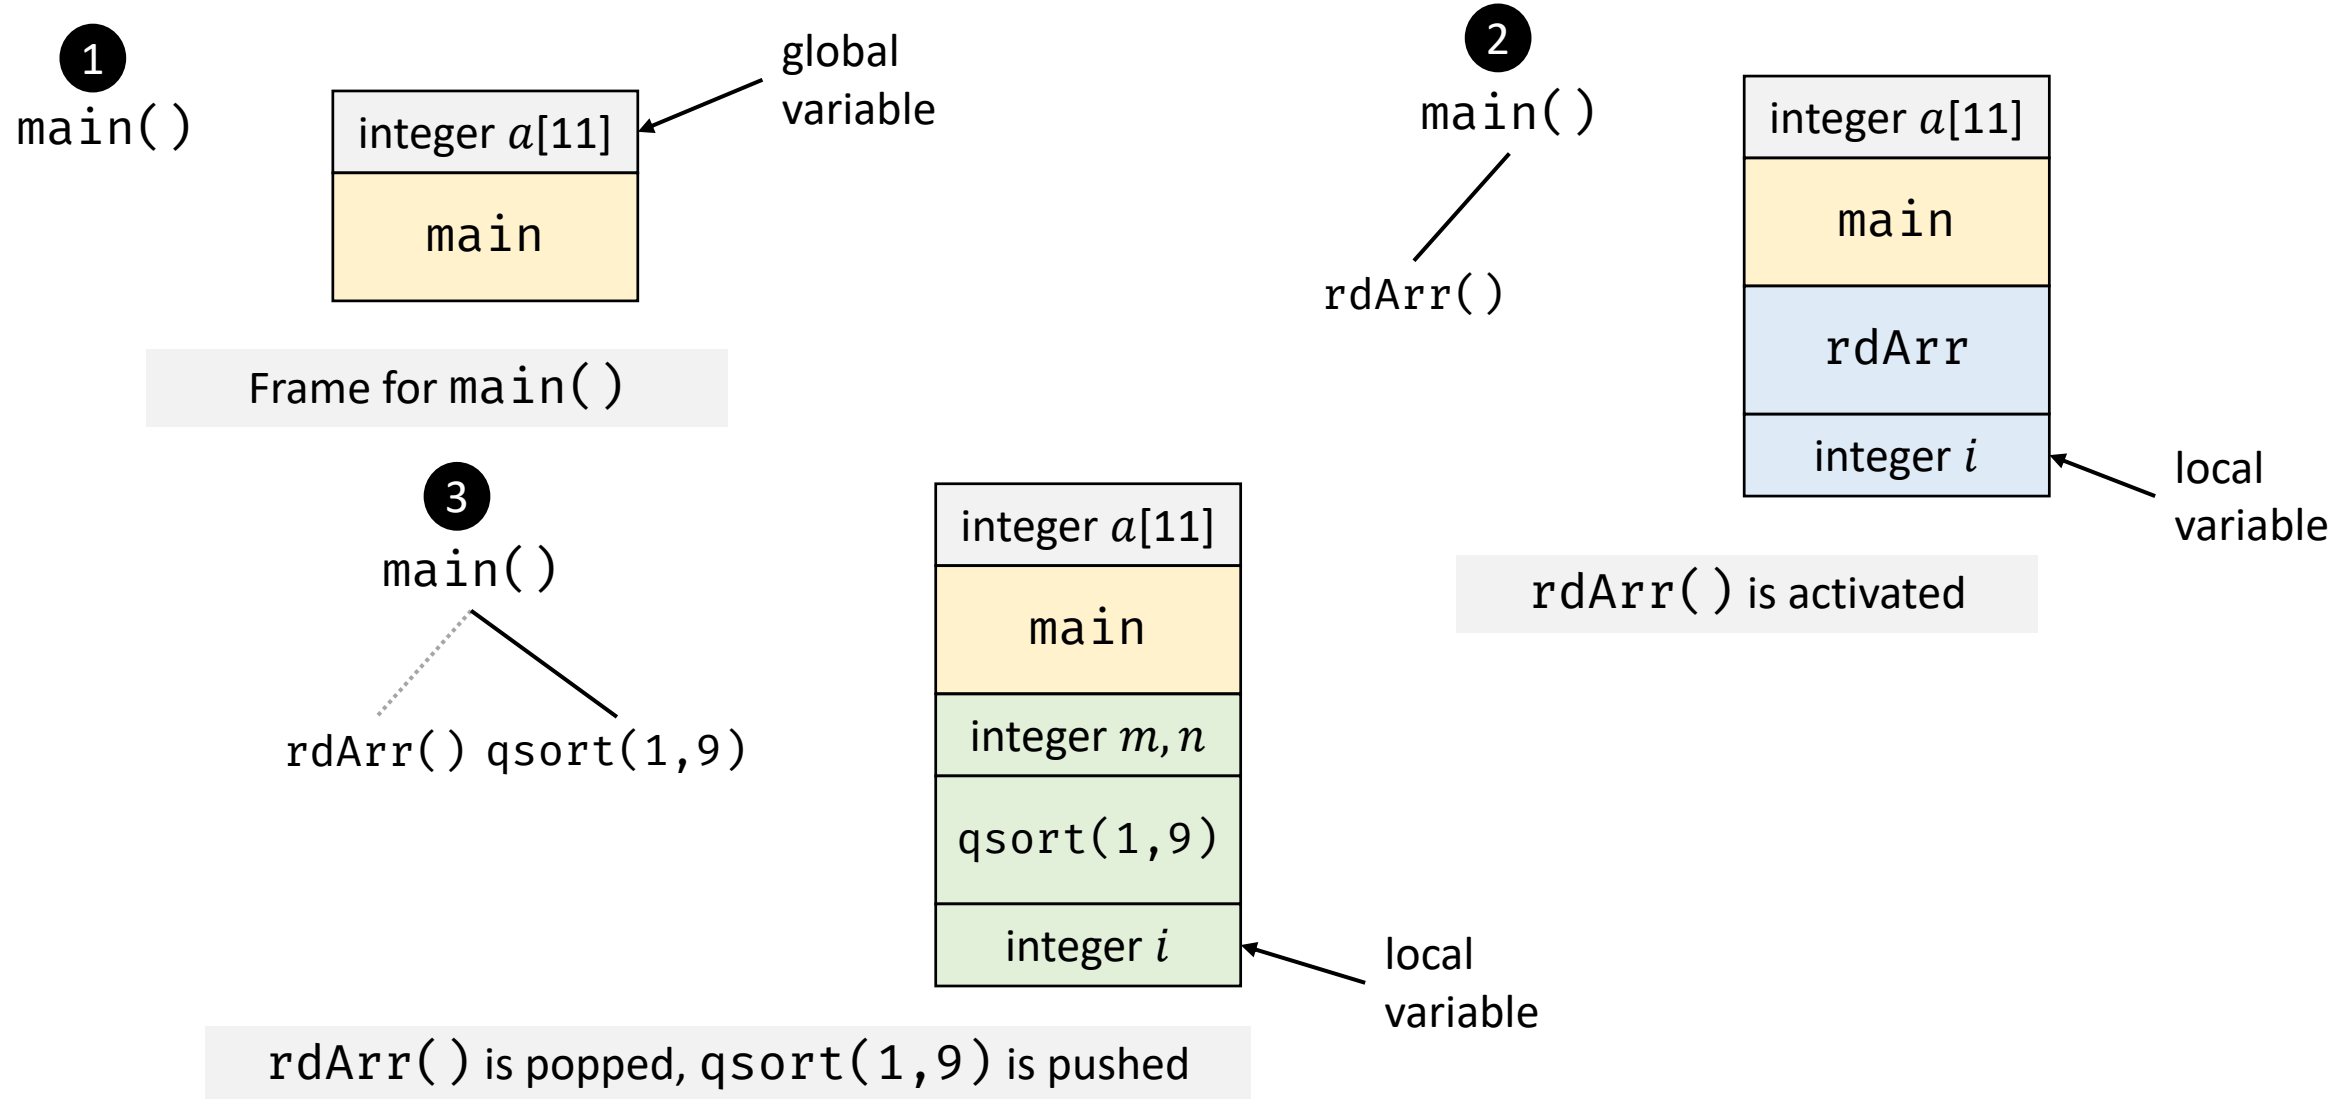 1
main()
global
variable
integer a[11]
main
Frame for main()
2
main()
rdArr()
integer a[11]
main
rdArr
integer i
local
variable
rdArr() is activated
3
main()
rdArr() qsort(1,9)
integer a[11]
main
integer m, n
qsort(1,9)
integer i
local
variable
rdArr() is popped, qsort(1,9) is pushed